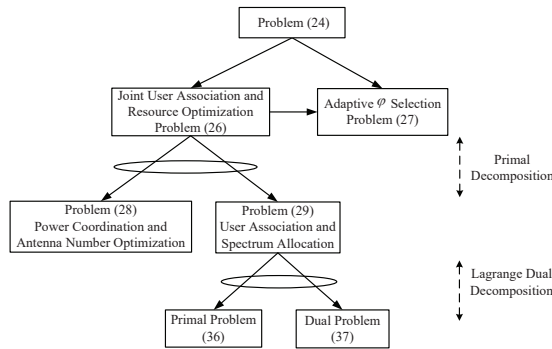 Problem (24)
Joint User Association and
Resource Optimization
Problem (26)
Adaptive φ Selection
Problem (27)
Primal
Decomposition
Problem (28)
Power Coordination and
Antenna Number Optimization
Problem (29)
User Association and
Spectrum Allocation
Lagrange Dual
Decomposition
Primal Problem
(36)
Dual Problem
(37)